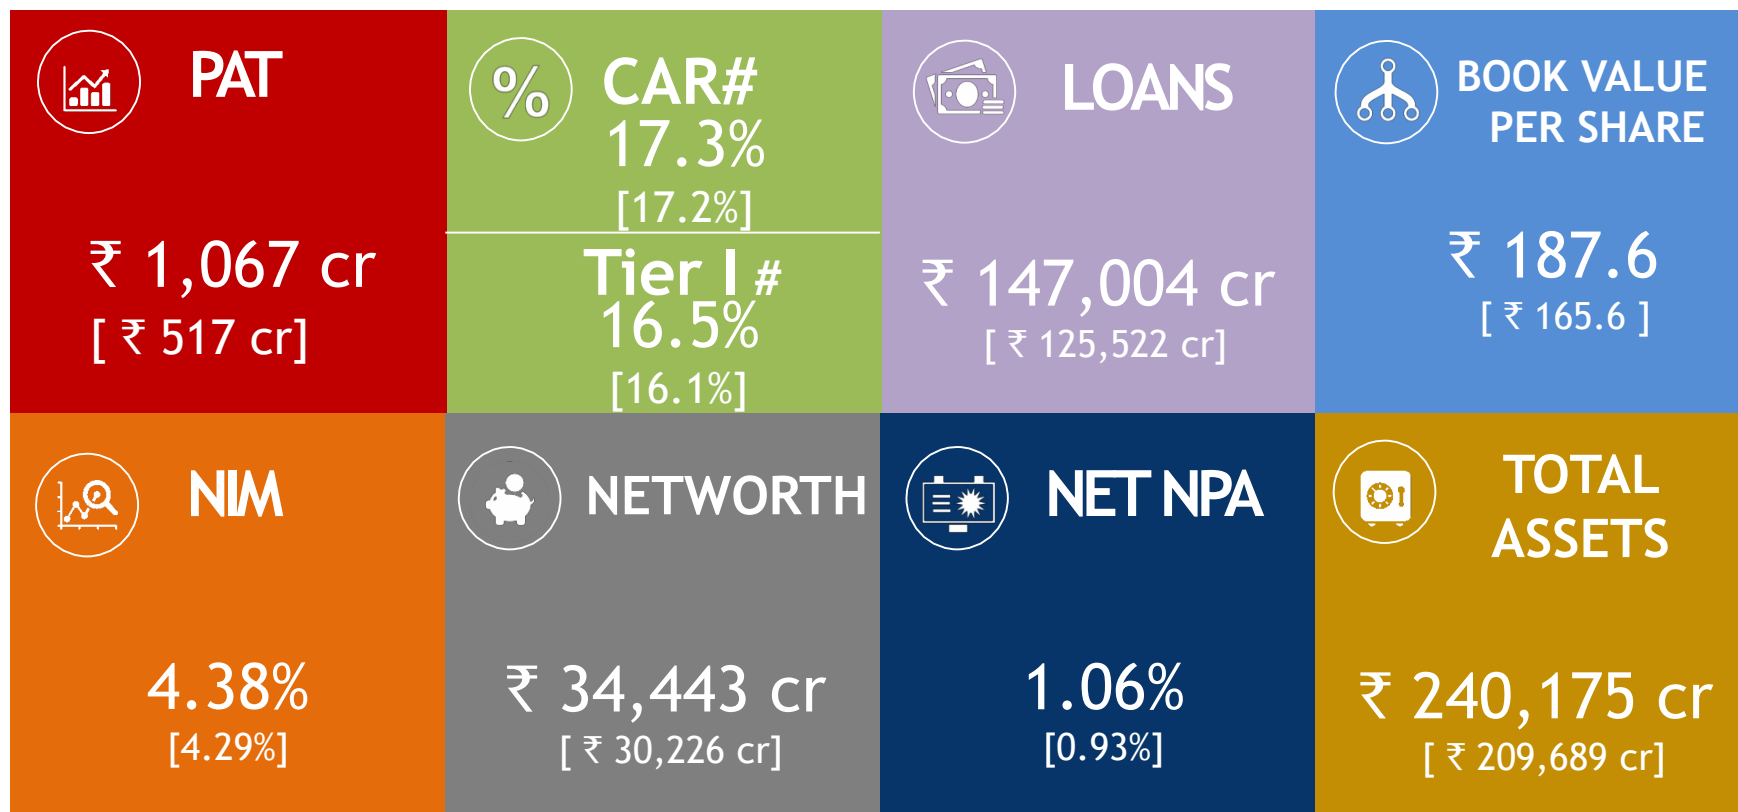 PAT
₹ 1,067 cr
[ ₹ 517 cr]
%
CAR#
17.3%
[17.2%]
Tier I #
16.5%
[16.1%]
LOANS
₹ 147,004 cr
[ ₹ 125,522 cr]
BOOK VALUE
PER SHARE
₹ 187.6
[ ₹ 165.6 ]
NIM
4.38%
[4.29%]
NETWORTH
₹ 34,443 cr
[ ₹ 30,226 cr]
NET NPA
1.06%
[0.93%]
TOTAL
ASSETS
₹ 240,175 cr
[ ₹ 209,689 cr]